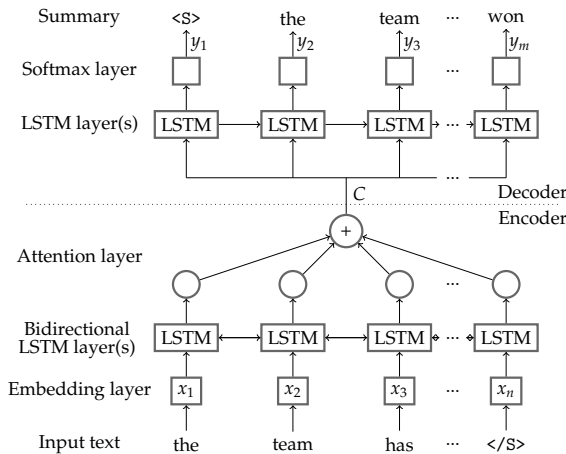 Summary <S> the team ... won
y1 y2 y3 ym
Softmax layer ...
LSTM layer(s) LSTM LSTM LSTM ... LSTM
...
C Decoder
Encoder
+
Attention layer
...
Bidirectional
LSTM layer(s) LSTM LSTM LSTM ... LSTM
Embedding layer x1 x2 x3 ... xn
Input text the team has ... </S>